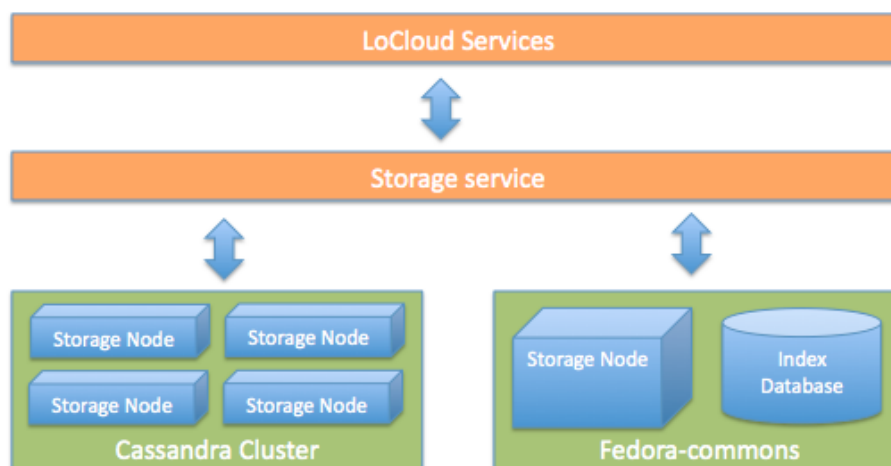 LoCloud Services
Storage service
Storage Node
Storage Node
Storage Node
Storage Node
Cassandra Cluster
Storage Node
Index
Database
Fedora-commons